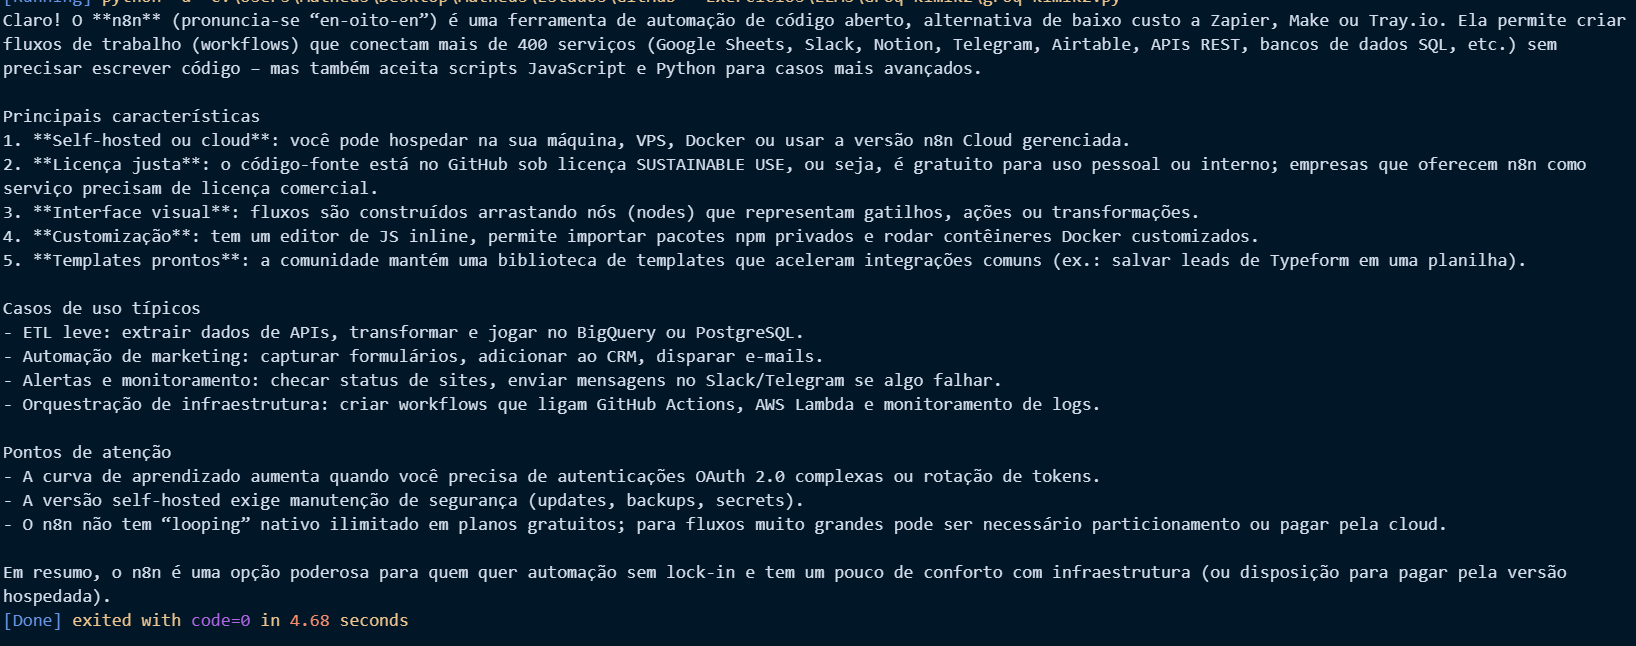 Claro! O **n8n** (pronuncia-se “en-oito-en”) é uma ferramenta de automação de código aberto, alternativa de baixo custo a Zapier, Make ou Tray.io. Ela permite criar
fluxos de trabalho (workflows) que conectam mais de 400 serviços (Google Sheets, Slack, Notion, Telegram, Airtable, APIs REST, bancos de dados SQL, etc.) sem
precisar escrever código – mas também aceita scripts JavaScript e Python para casos mais avançados.
Principais características
1. **Self-hosted ou cloud**: você pode hospedar na sua máquina, VPS, Docker ou usar a versão n8n Cloud gerenciada.
2. **Licença justa**: o código-fonte está no GitHub sob licença SUSTAINABLE USE, ou seja, é gratuito para uso pessoal ou interno; empresas que oferecem n8n como
serviço precisam de licença comercial.
3. **Interface visual**: fluxos são construídos arrastando nós (nodes) que representam gatilhos, ações ou transformações.
4. **Customização**: tem um editor de JS inline, permite importar pacotes npm privados e rodar contêineres Docker customizados.
5. **Templates prontos**: a comunidade mantém uma biblioteca de templates que aceleram integrações comuns (ex.: salvar leads de Typeform em uma planilha).
Casos de uso típicos
- ETL leve: extrair dados de APIs, transformar e jogar no BigQuery ou PostgreSQL.
- Automação de marketing: capturar formulários, adicionar ao CRM, disparar e-mails.
- Alertas e monitoramento: checar status de sites, enviar mensagens no Slack/Telegram se algo falhar.
- Orquestração de infraestrutura: criar workflows que ligam GitHub Actions, AWS Lambda e monitoramento de logs.
Pontos de atenção
- A curva de aprendizado aumenta quando você precisa de autenticações OAuth 2.0 complexas ou rotação de tokens.
- A versão self-hosted exige manutenção de segurança (updates, backups, secrets).
- O n8n não tem “looping” nativo ilimitado em planos gratuitos; para fluxos muito grandes pode ser necessário particionamento ou pagar pela cloud.
Em resumo, o n8n é uma opção poderosa para quem quer automação sem lock-in e tem um pouco de conforto com infraestrutura (ou disposição para pagar pela versão
hospedada).
[Done] exited with code=0 in 4.68 seconds